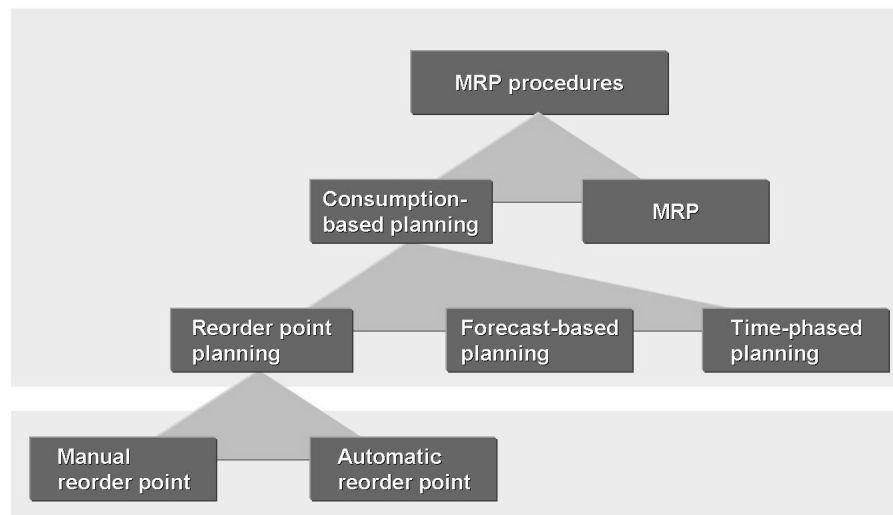 MRP procedures
Consumption-
based planning
MRP
Reorder point
planning
Forecast-based
planning
Time-phased
planning
Manual
reorder point
Automatic
reorder point